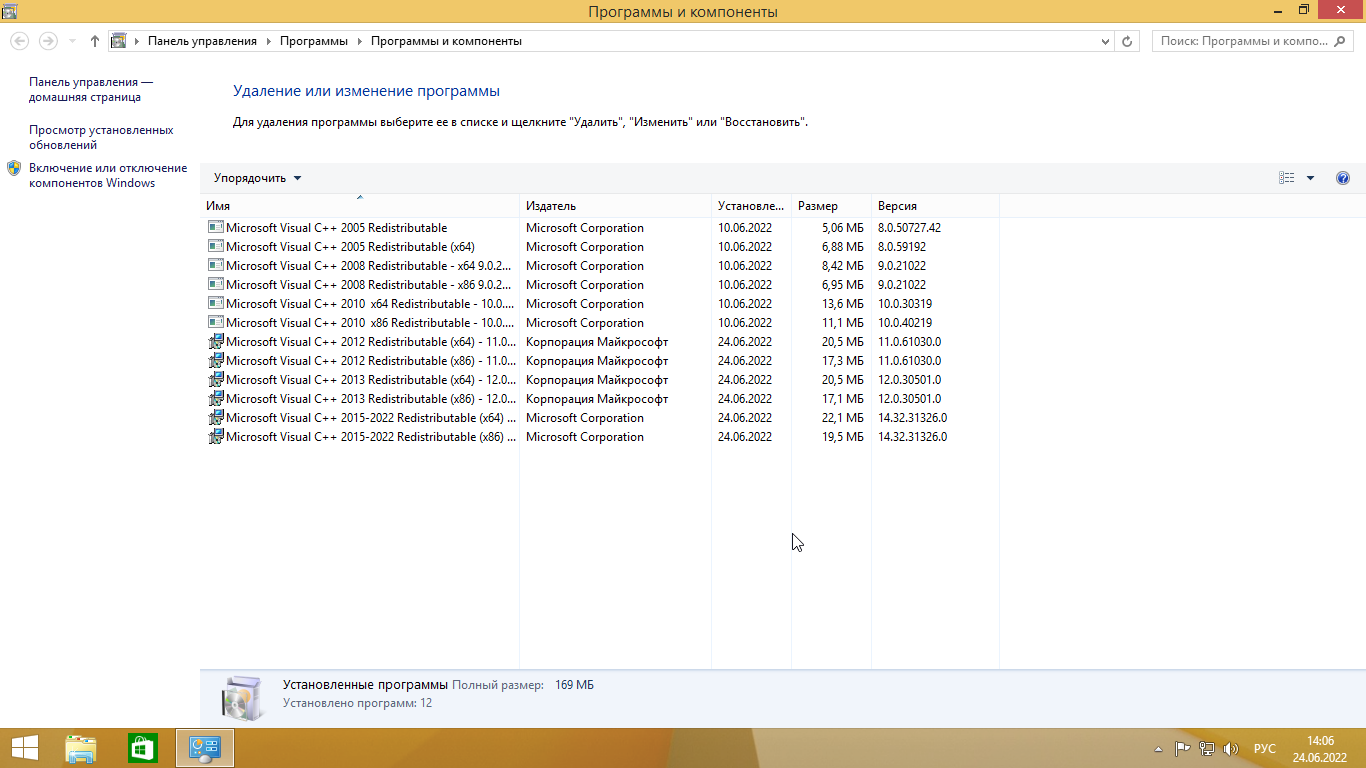 Программы и компоненты
Панель управления Программы Программы и компоненты
Поиск: Программы и компо...
Панель управления —
домашняя страница
Просмотр установленных
обновлений
Включение или отключение
компонентов Windows
Удаление или изменение программы
Для удаления программы выберите ее в списке и щелкните "Удалить", "Изменить" или "Восстановить".
Упорядочить
Имя Издатель Установле... Размер Версия
Microsoft Visual C++ 2005 Redistributable Microsoft Corporation 10.06.2022 5,06 МБ 8.0.50727.42
Microsoft Visual C++ 2005 Redistributable (x64) Microsoft Corporation 10.06.2022 6,88 МБ 8.0.59192
Microsoft Visual C++ 2008 Redistributable - x64 9.0.2... Microsoft Corporation 10.06.2022 8,42 МБ 9.0.21022
Microsoft Visual C++ 2008 Redistributable - x86 9.0.2... Microsoft Corporation 10.06.2022 6,95 МБ 9.0.21022
Microsoft Visual C++ 2010  x64 Redistributable - 10.0.... Microsoft Corporation 10.06.2022 13,6 МБ 10.0.30319
Microsoft Visual C++ 2010  x86 Redistributable - 10.0.... Microsoft Corporation 10.06.2022 11,1 МБ 10.0.40219
Microsoft Visual C++ 2012 Redistributable (x64) - 11.0... Корпорация Майкрософт 24.06.2022 20,5 МБ 11.0.61030.0
Microsoft Visual C++ 2012 Redistributable (x86) - 11.0... Корпорация Майкрософт 24.06.2022 17,3 МБ 11.0.61030.0
Microsoft Visual C++ 2013 Redistributable (x64) - 12.0... Корпорация Майкрософт 24.06.2022 20,5 МБ 12.0.30501.0
Microsoft Visual C++ 2013 Redistributable (x86) - 12.0... Корпорация Майкрософт 24.06.2022 17,1 МБ 12.0.30501.0
Microsoft Visual C++ 2015-2022 Redistributable (x64) ... Microsoft Corporation 24.06.2022 22,1 МБ 14.32.31326.0
Microsoft Visual C++ 2015-2022 Redistributable (x86) ... Microsoft Corporation 24.06.2022 19,5 МБ 14.32.31326.0
Установленные программы Полный размер: 169 МБ
Установлено программ: 12
РУС
14:06
24.06.2022